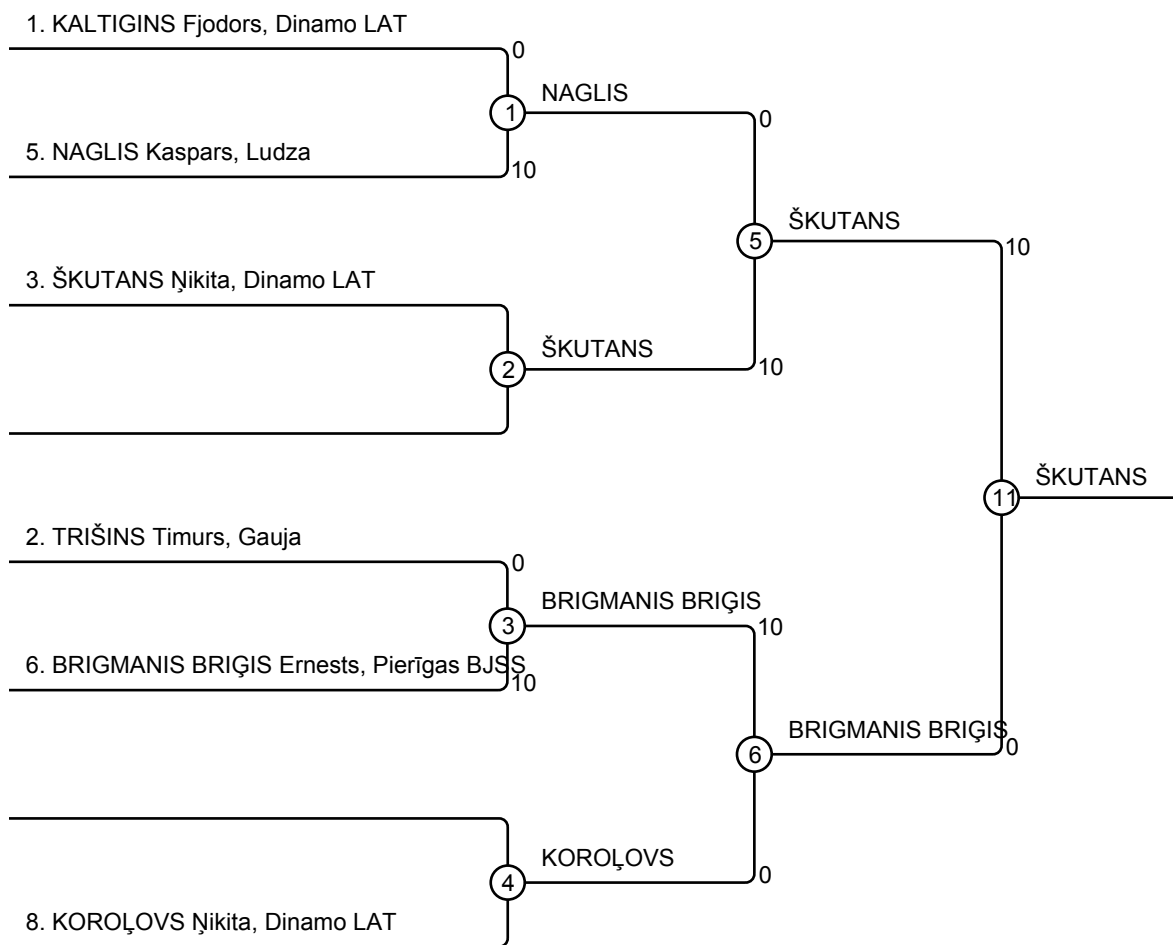 1. KALTIGINS Fjodors, Dinamo LAT
0
NAGLIS
1
0
5. NAGLIS Kaspars, Ludza
10
ŠKUTANS
5
10
3. ŠKUTANS Ņikita, Dinamo LAT
ŠKUTANS
2
10
ŠKUTANS
11
2. TRIŠINS Timurs, Gauja
0
BRIGMANIS BRIĢIS
3
10
6. BRIGMANIS BRIĢIS Ernests, Pierīgas BJSS
10
BRIGMANIS BRIĢIS
6
0
KOROĻOVS
4
0
8. KOROĻOVS Ņikita, Dinamo LAT